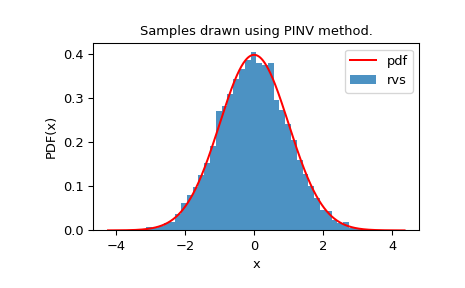 Samples drawn using PINV method.
PDF(x)
0.4
0.3
0.2
0.1
0.0
pdf
rvs
−4
−2
0
2
4
x